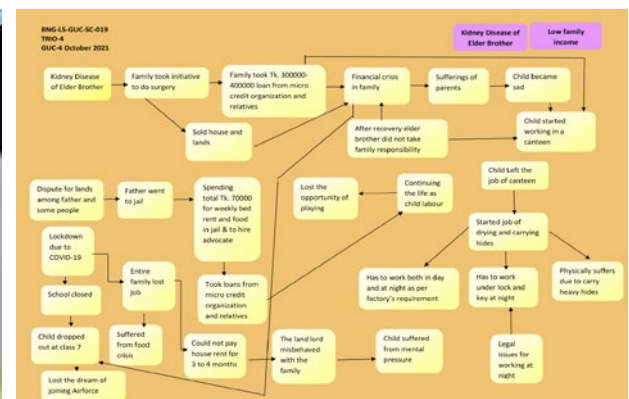 BNG-LS-GUC-SC-019
TRIO-4
GUC-4 October 2021
Kidney Disease of
Elder Brother
Low family
income
Kidney Disease
of Elder Brother
Family took initiative
to do surgery
Family took Tk. 300000-
400000 loan from micro
credit organization and
relatives
Financial crisis
in family
Sufferings of
parents
Child became
sad
Sold house and
lands
After recovery elder
brother did not take
family responsibility
Child started
working in a
canteen
Dispute for lands
among father and
some people
Father went
to jail
Spending
total Tk. 70000
for weekly bed
rent and food
in jail & to hire
advocate
Lost the
opportunity of
playing
Continuing
the life as
child labour
Child Left the
job of canteen
Started job of
drying and carrying
hides
Lockdown
due to
COVID-19
Entire
family lost
job
Took loans from
micro credit
organization
and relatives
Has to work both in day
and at night as per
factory's requirement
Has to work
under lock and
key at night
Physically suffers
due to carry
heavy hides
School closed
Child dropped
out at class 7
Suffered
from food
crisis
Could not pay
house rent for
3 to 4 months
The land lord
misbehaved
with the
family
Child suffered
from mental
pressure
Legal
issues for
working at
night
Lost the dream of
joining Airforce